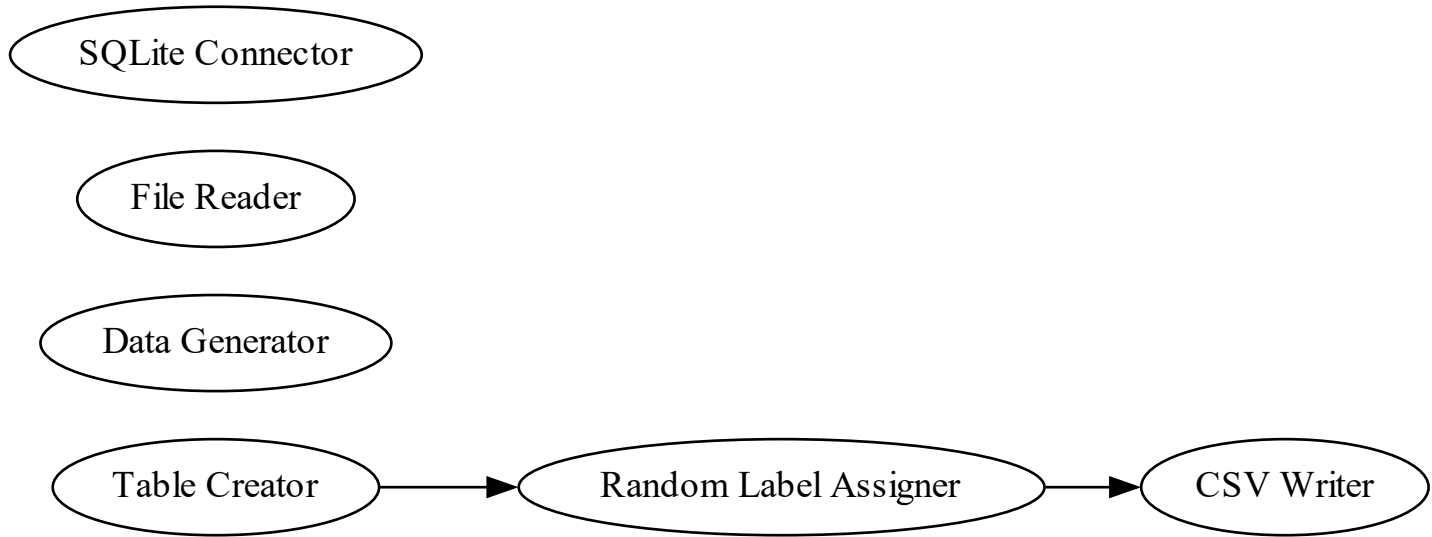 SQLite Connector
File Reader
Data Generator
Table Creator
Random Label Assigner
CSV Writer